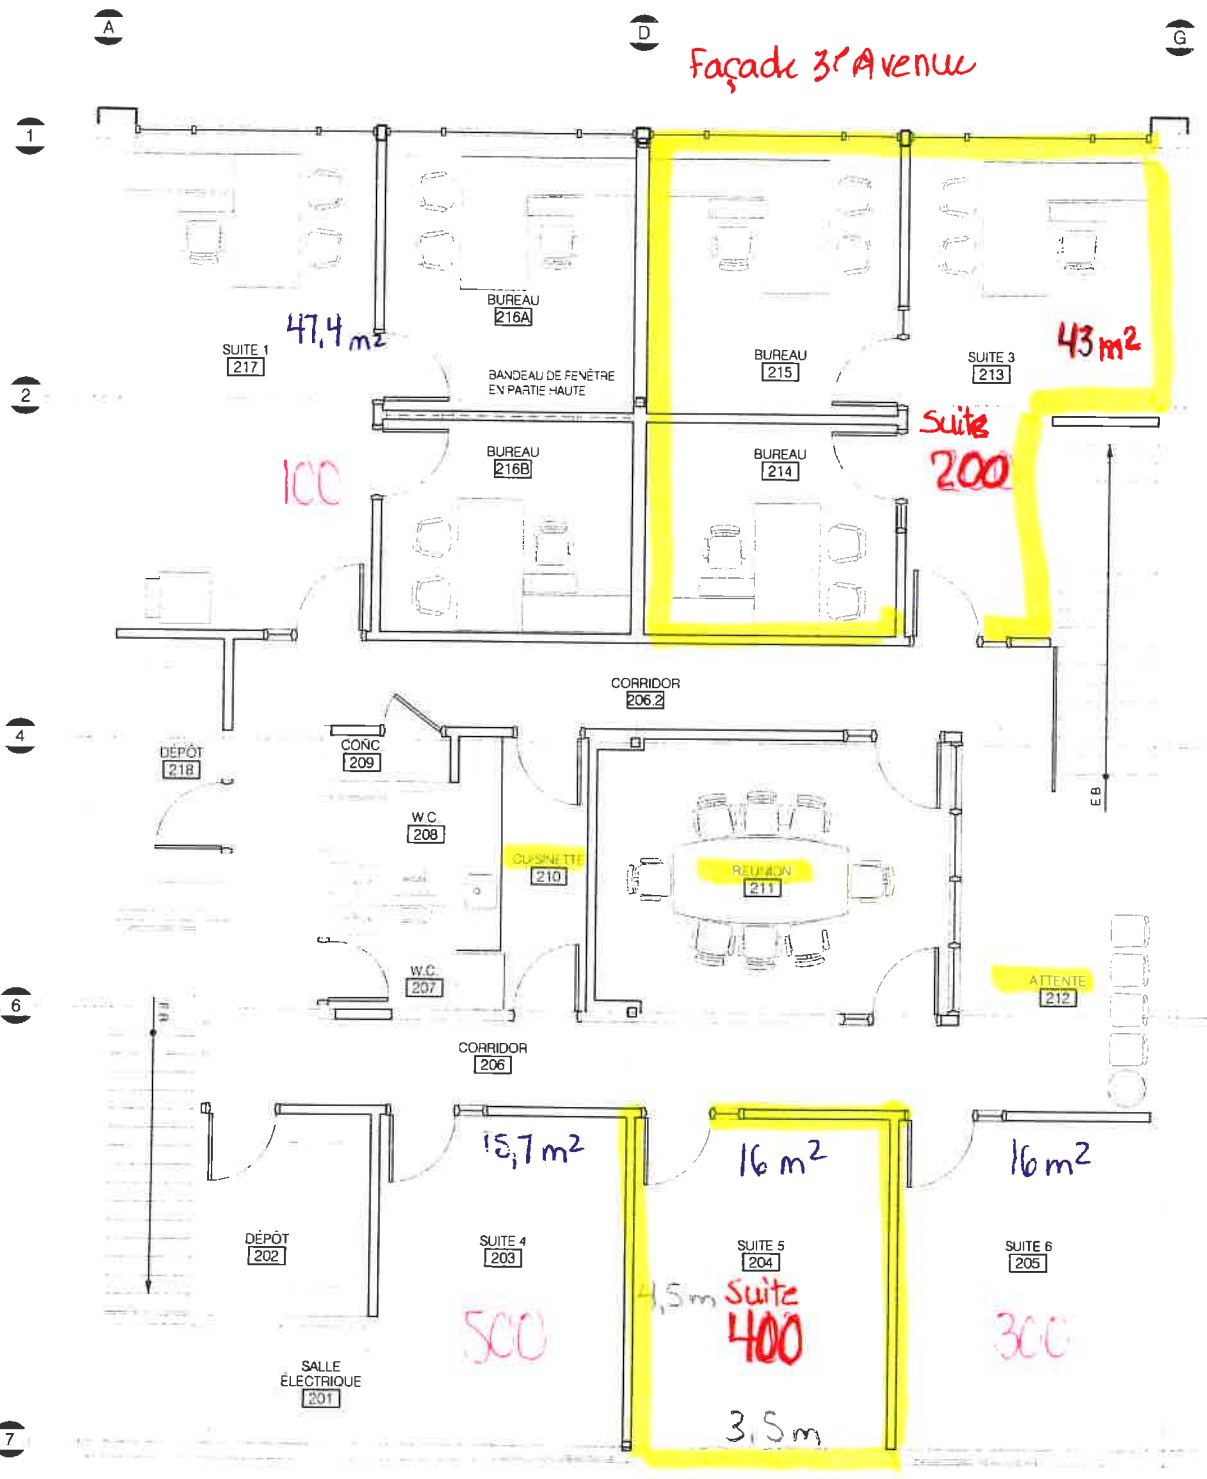 A
D
G
Façade 3e Avenue
1
BUREAU
216A
47,4 m²
SUITE 1
217
BANDEAU DE FENÊTRE
EN PARTIE HAUTE
BUREAU
215
SUITE 3
213
43 m²
2
Suite
200
BUREAU
216B
BUREAU
214
100
CORRIDOR
206.2
4
DÉPÔT
218
CONC
209
W.C.
208
CUISINETTE
210
RÉUNION
211
EB
W.C.
207
ATTENTE
212
6
CORRIDOR
206
15,7 m²
16 m²
16 m²
DÉPÔT
202
SUITE 4
203
SUITE 5
204
SUITE 6
205
4,5 m
Suite
400
500
300
SALLE
ÉLECTRIQUE
201
3,5 m
7